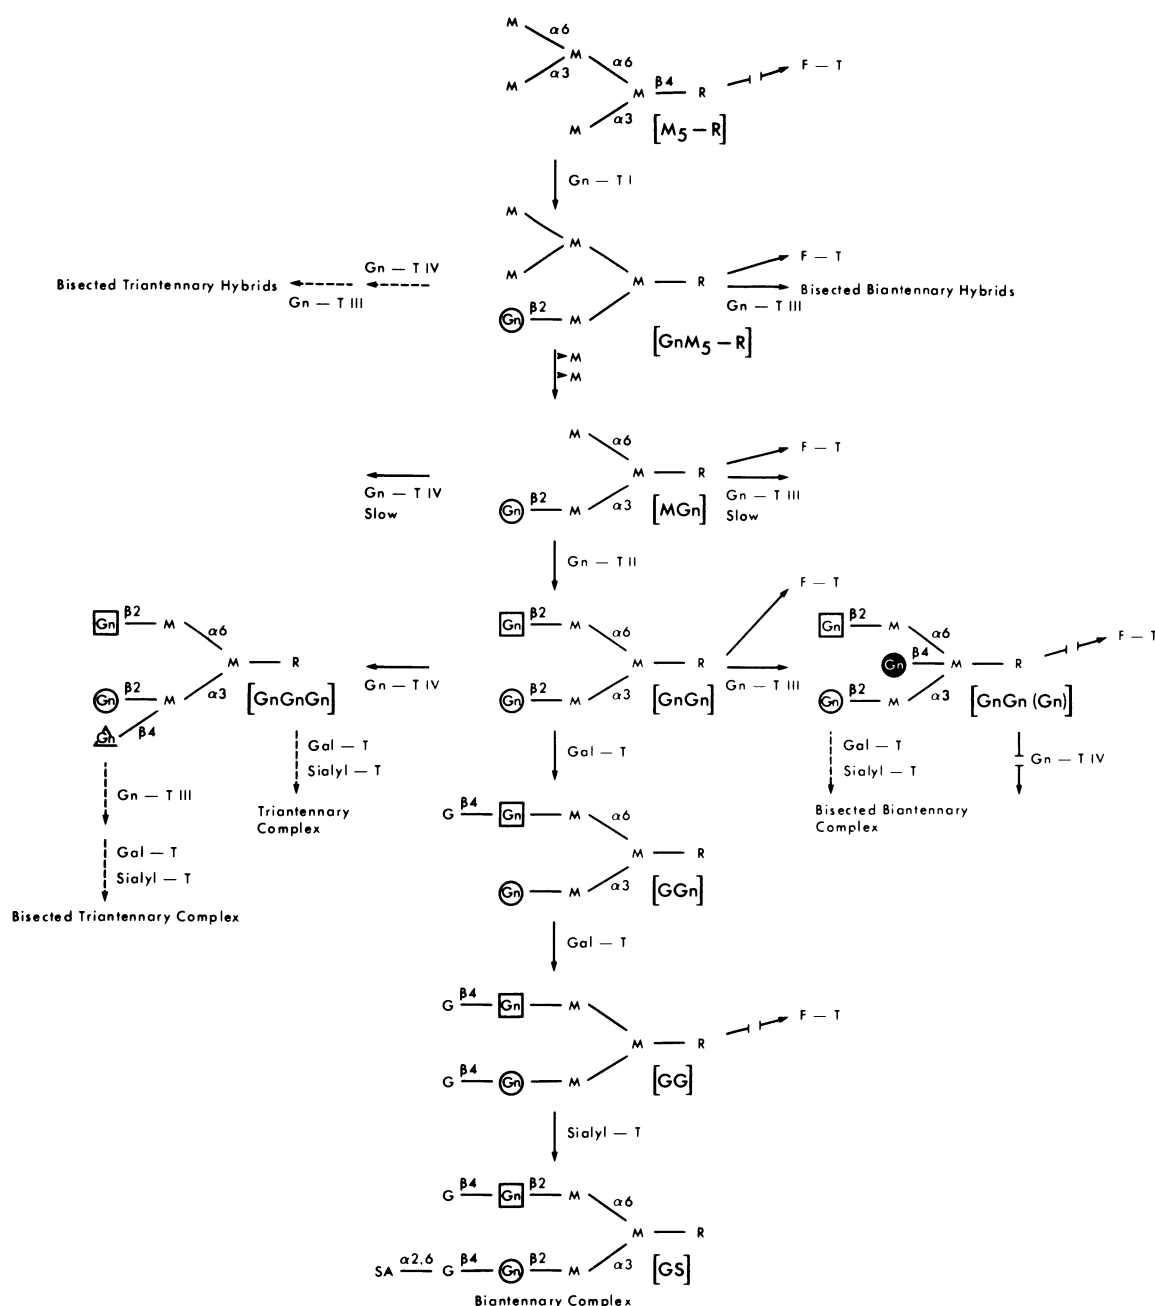 M
α6
M
α6
F — T
α3
β4
M
M
R
α3
M
[M5 — R]
Gn — T I
M
M
F — T
Gn — T IV
Bisected Triantennary Hybrids
M
M
R
Bisected Biantennary Hybrids
Gn — T III
Gn — T III
β2
Gn
M
[GnM5 — R]
M
M
M
α6
F — T
M
R
Gn — T IV
β2
α3
[MGn]
Gn — T III
Slow
Gn
M
Slow
Gn — T II
F — T
β2
Gn
M
β2
Gn
M
β2
Gn
M
α6
α6
α6
F — T
β4
M
R
M
R
Gn
M
R
Gn — T IV
Gn — T III
β2
α3
β2
α3
β2
α3
Gn
M
[GnGnGn]
Gn
M
[GnGn]
Gn
M
[GnGn (Gn)]
β4
Gn
Gal — T
Gal — T
Gal — T
Gn — T IV
Sialyl — T
Sialyl — T
Gn — T III
Triantennary
Complex
Bisected Biantennary
Complex
β4
G
Gn
M
α6
Gal — T
M
R
Sialyl — T
α3
Gn
M
[GGn]
Bisected Triantennary Complex
Gal — T
β4
G
Gn
M
F — T
M
R
β4
G
Gn
M
[GG]
Sialyl — T
β4
β2
G
Gn
M
α6
M
R
α2,6
β4
β2
α3
SA
G
Gn
M
[GS]
Biantennary Complex